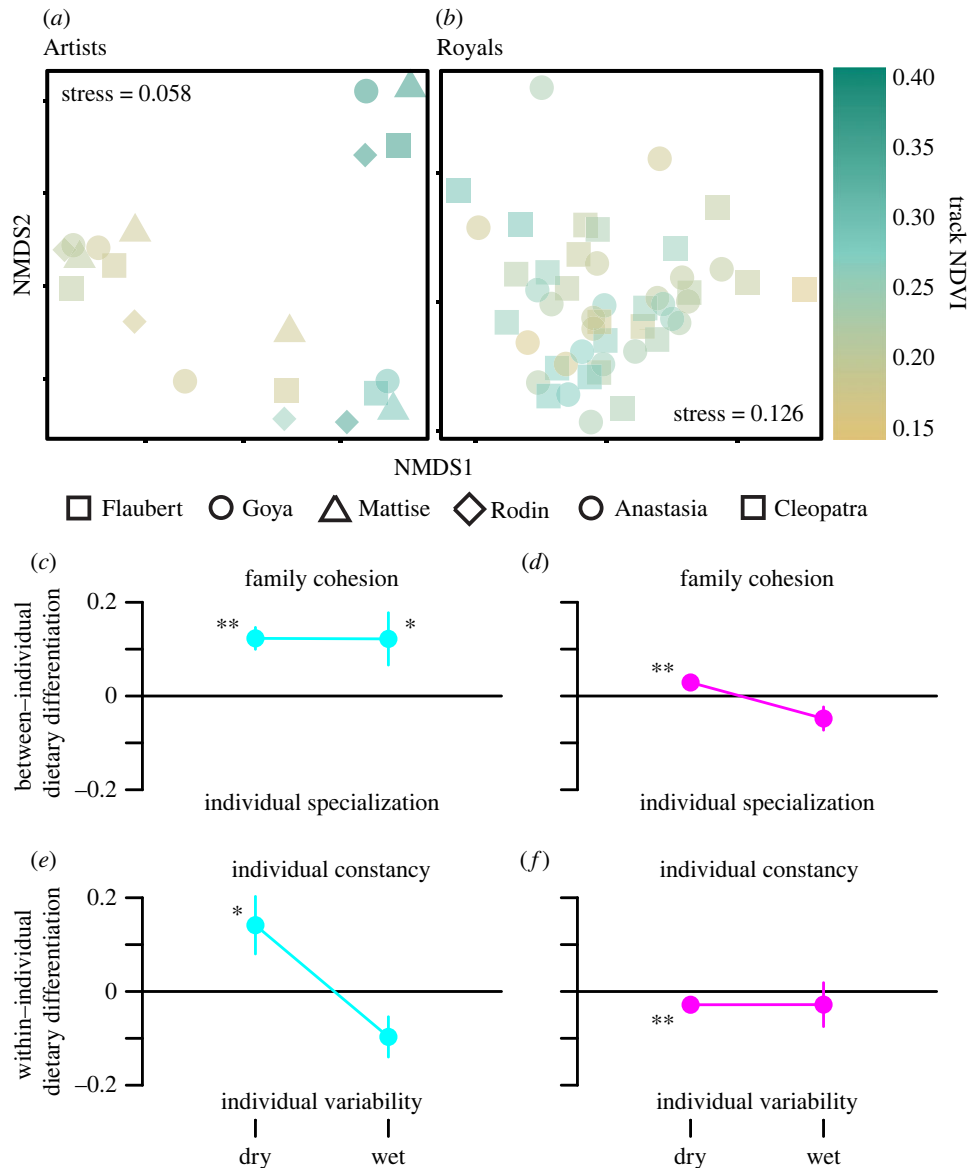 (a)
Artists
stress = 0.058
NMDS2
(b)
Royals
stress = 0.126
NMDS1
0.40
0.35
0.30
0.25
0.20
0.15
track NDVI
Flaubert Goya Mattise Rodin Anastasia Cleopatra
(c)
family cohesion
between–individual
dietary differentiation
0.2
0
–0.2
** *
individual specialization
(d)
family cohesion
**
individual specialization
(e)
individual constancy
within–individual
dietary differentiation
0.2
0
–0.2
*
individual variability
dry wet
(f)
individual constancy
**
individual variability
dry wet